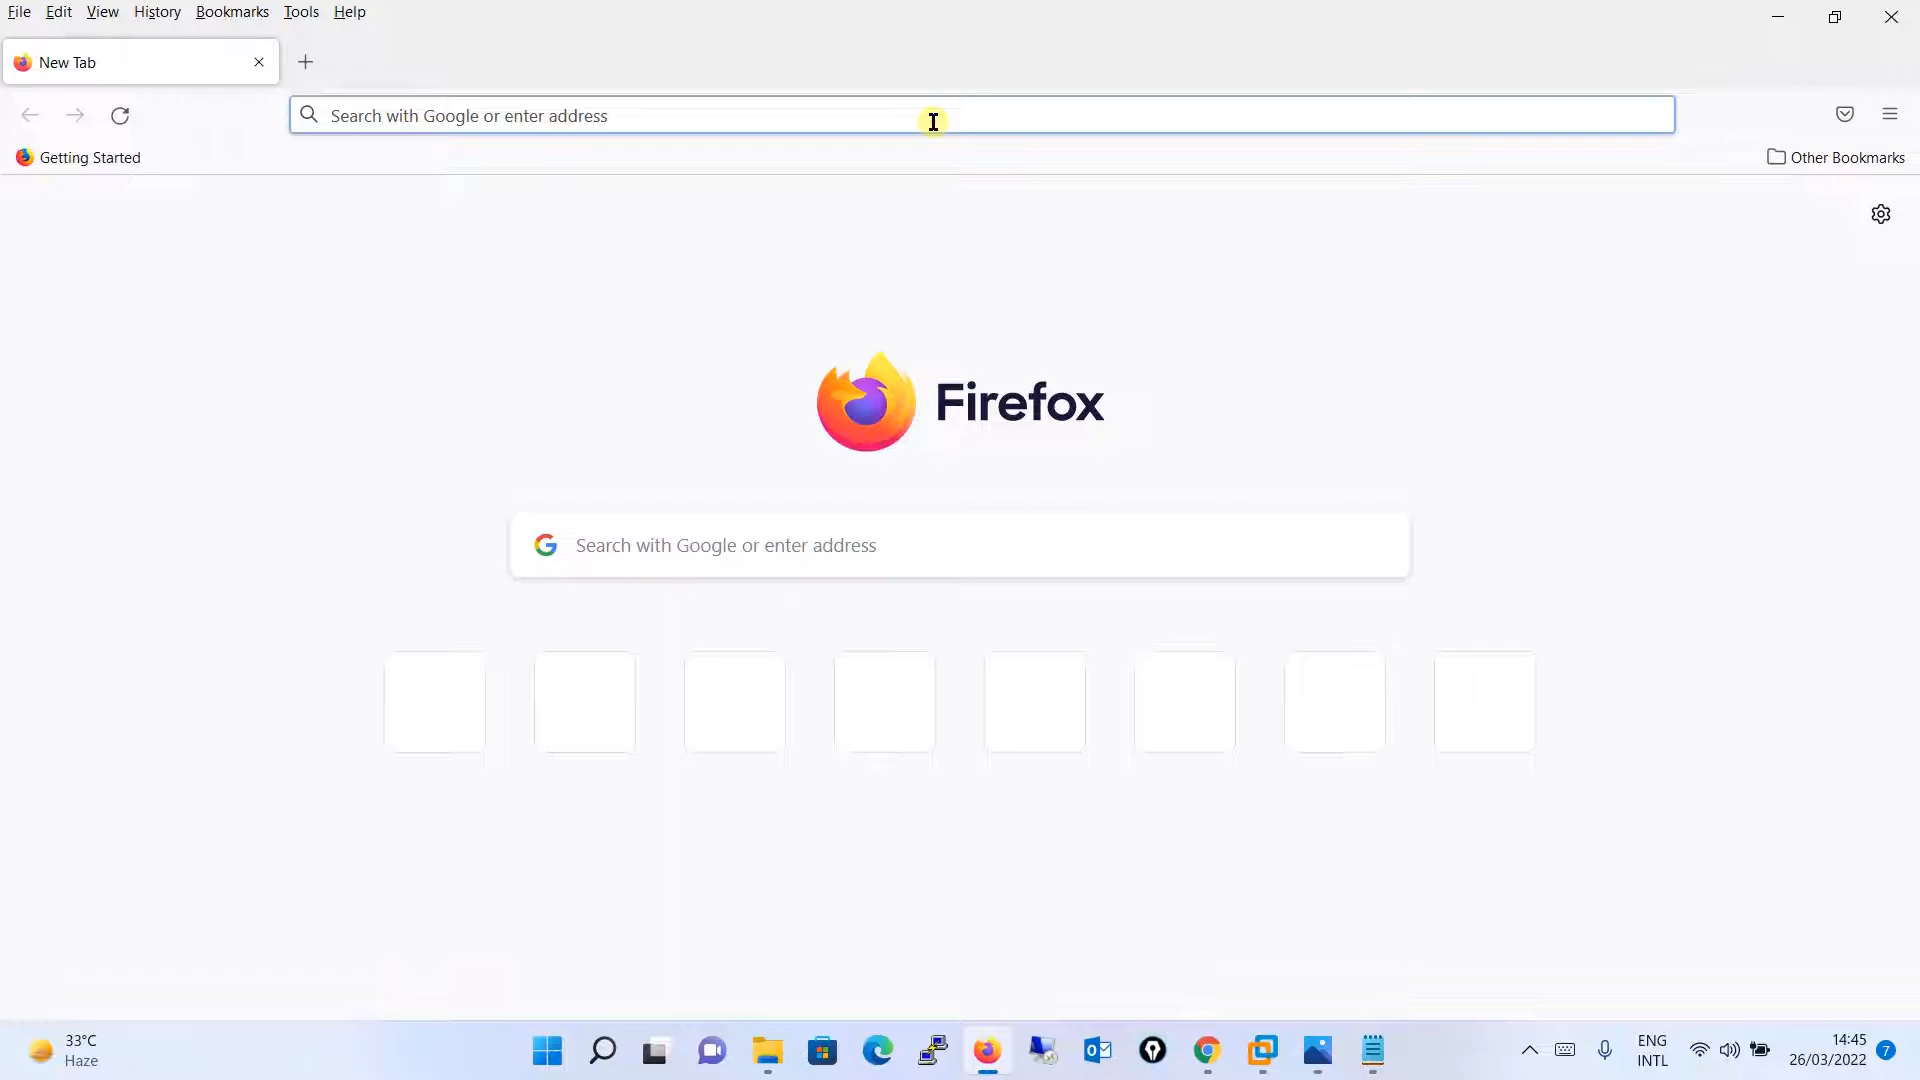 File Edit View History Bookmarks Tools Help
New Tab
Search with Google or enter address
Getting Started
Other Bookmarks
Firefox
Search with Google or enter address
33°C
Haze
ENG
INTL
14:45
26/03/2022
7